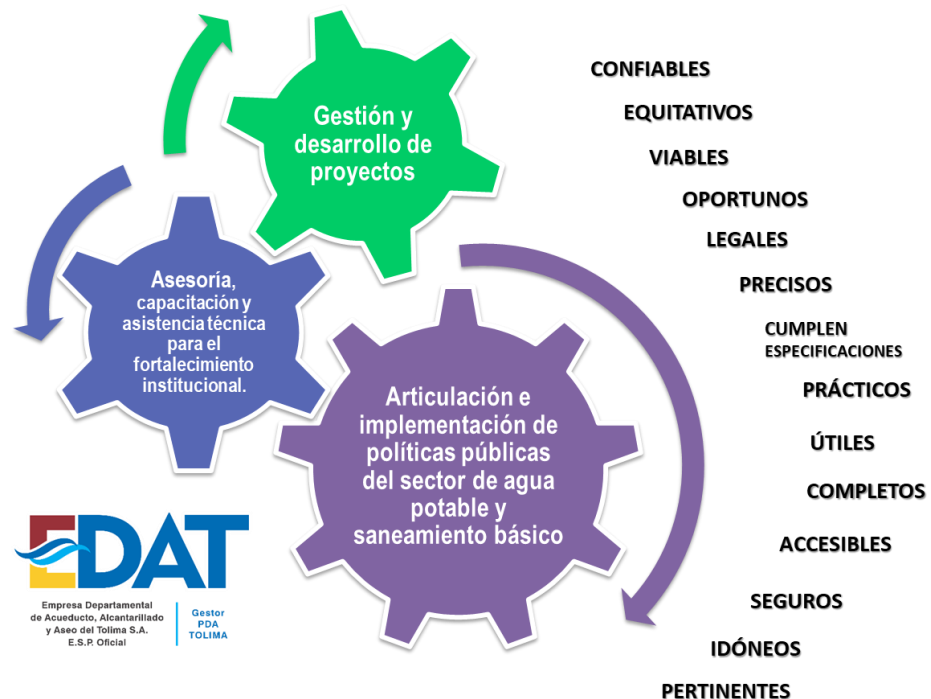 Gestión y
desarrollo de
proyectos
Asesoría,
capacitación y
asistencia técnica
para el
fortalecimiento
institucional.
Articulación e
implementación de
políticas públicas
del sector de agua
potable y
saneamiento básico
CONFIABLES
EQUITATIVOS
VIABLES
OPORTUNOS
LEGALES
PRECISOS
CUMPLEN
ESPECIFICACIONES
PRÁCTICOS
ÚTILES
COMPLETOS
ACCESIBLES
SEGUROS
IDÓNEOS
PERTINENTES
EDAT
Empresa Departamental
de Acueducto, Alcantarillado
y Aseo del Tolima S.A.
E.S.P. Oficial
Gestor
PDA
TOLIMA